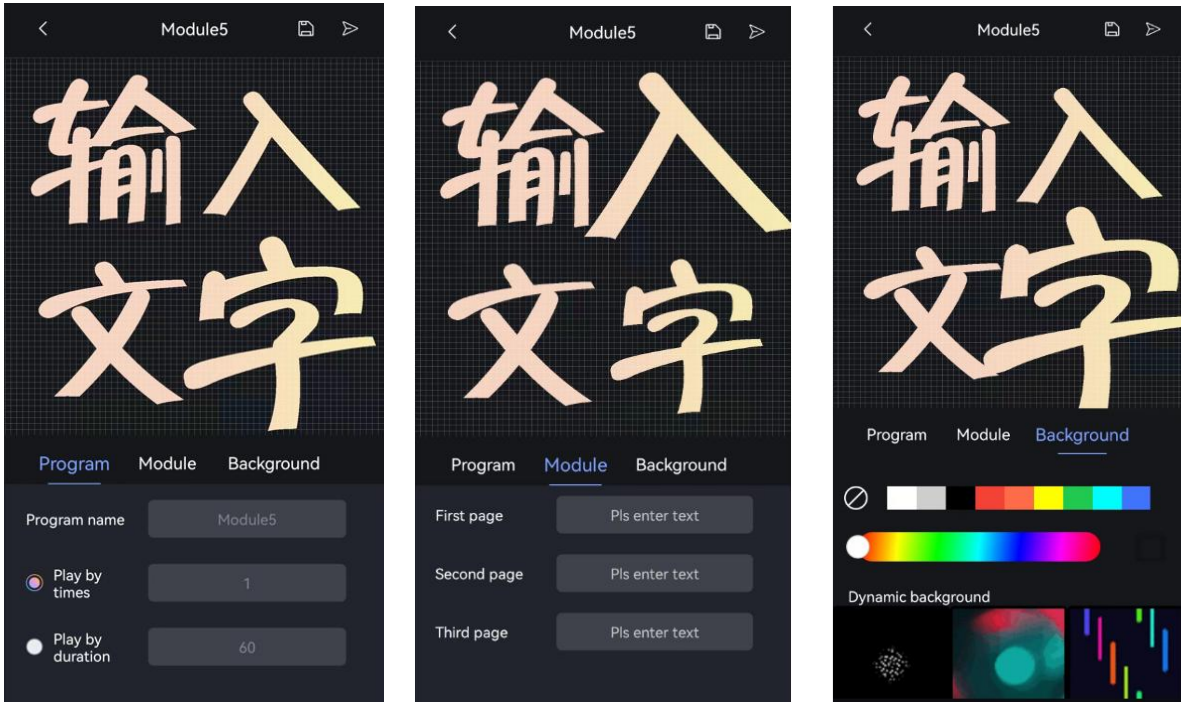 Module5
输入
文字
Program Module Background
Program name Module5
Play by times 1
Play by duration 60
Module5
输入
文字
Program Module Background
First page Pls enter text
Second page Pls enter text
Third page Pls enter text
Module5
输入
文字
Program Module Background
Dynamic background